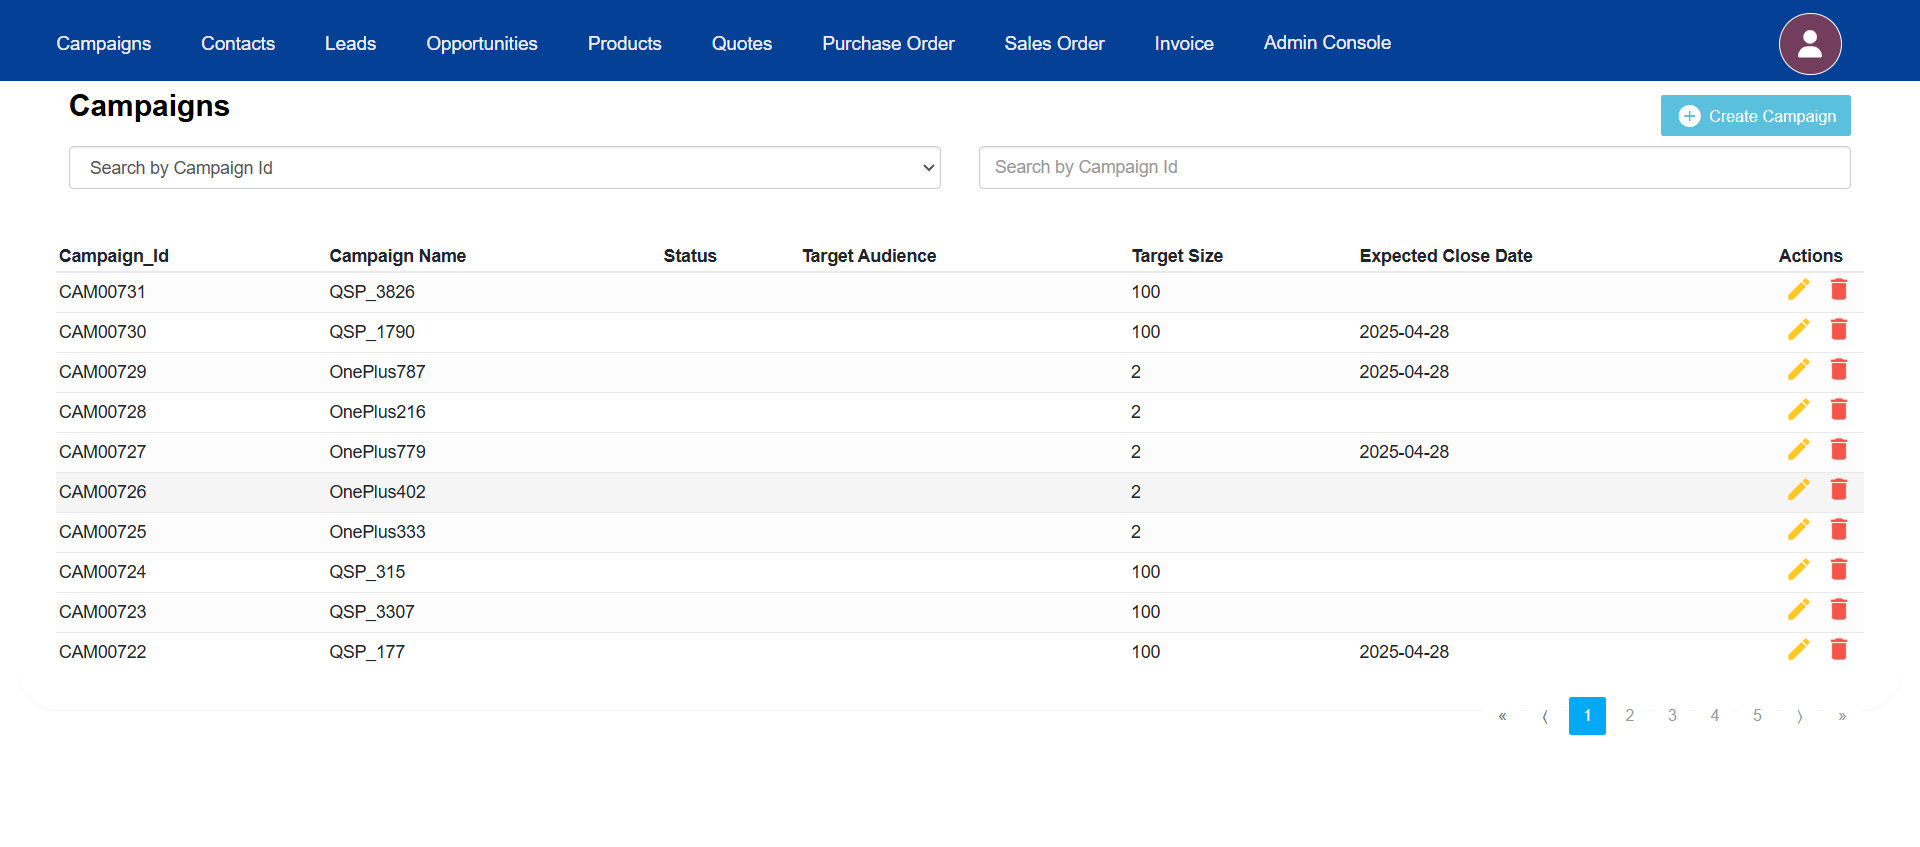 Campaigns Contacts Leads Opportunities Products Quotes Purchase Order Sales Order Invoice Admin Console
Campaigns
Create Campaign
Search by Campaign Id Search by Campaign Id
Campaign_Id Campaign Name Status Target Audience Target Size Expected Close Date Actions
CAM00731 QSP_3826 100
CAM00730 QSP_1790 100 2025-04-28
CAM00729 OnePlus787 2 2025-04-28
CAM00728 OnePlus216 2
CAM00727 OnePlus779 2 2025-04-28
CAM00726 OnePlus402 2
CAM00725 OnePlus333 2
CAM00724 QSP_315 100
CAM00723 QSP_3307 100
CAM00722 QSP_177 100 2025-04-28
« ⟨ 1 2 3 4 5 ⟩ »